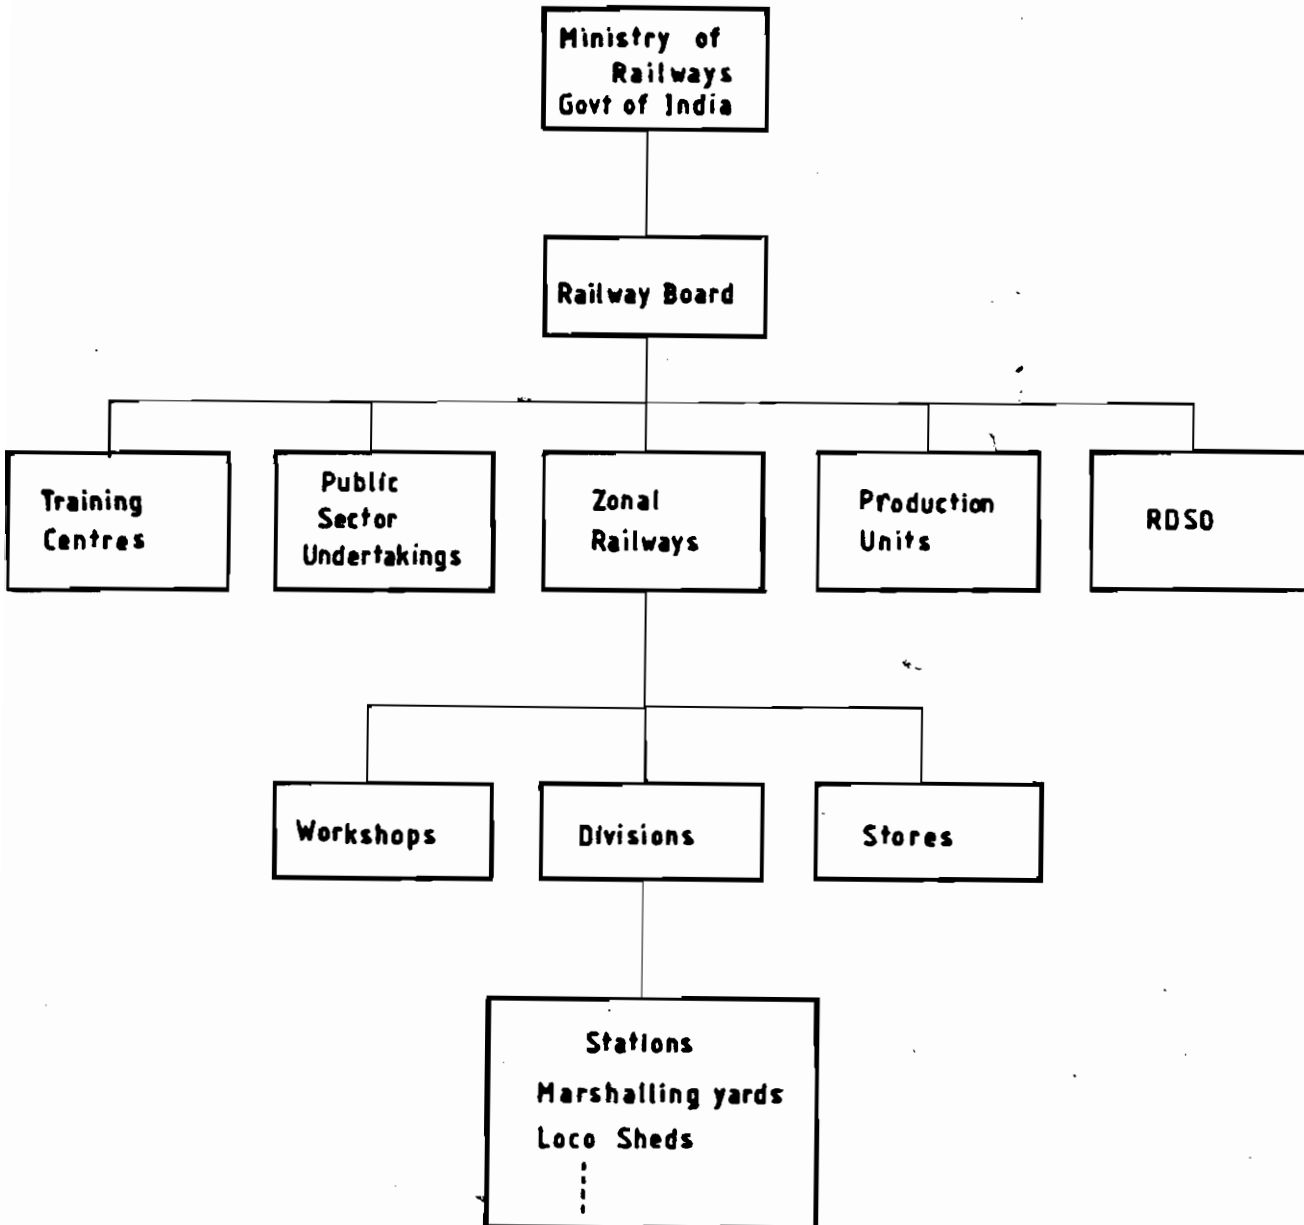 Ministry of
Railways
Govt of India
Railway Board
Training
Centres
Public
Sector
Undertakings
Zonal
Railways
Production
Units
RDSO
Workshops
Divisions
Stores
Stations
Marshalling yards
Loco Sheds